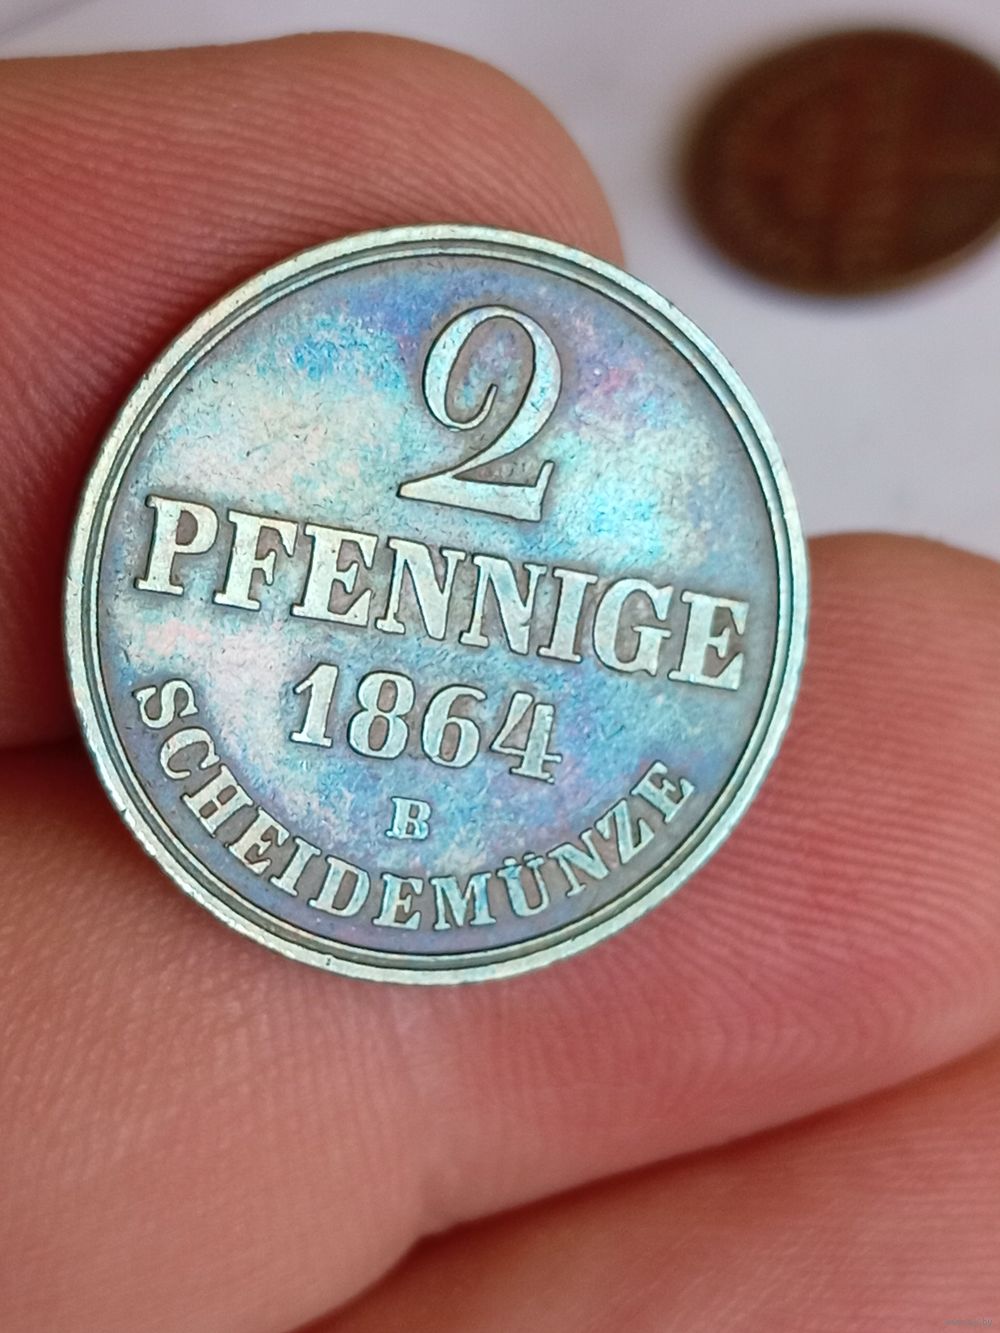 2
PFENNIGE
1864
B
SCHEIDEMÜNZE